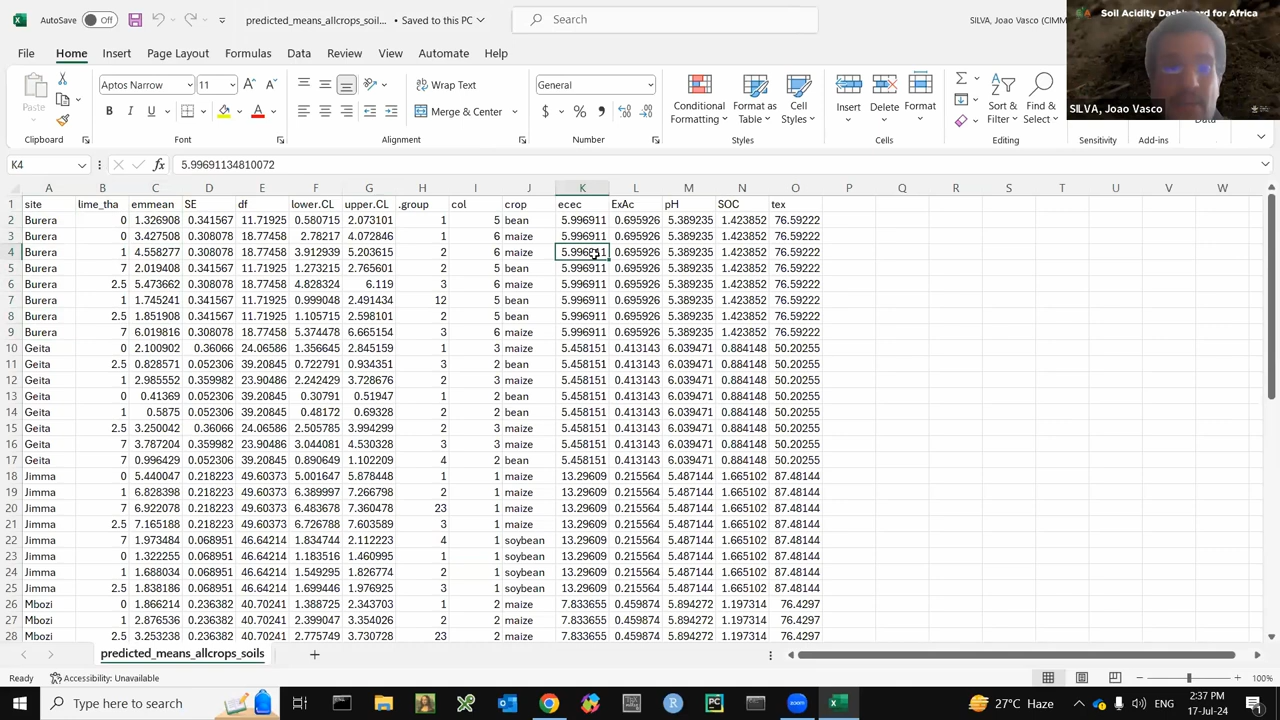 AutoSave Off predicted_means_allcrops_soil... • Saved to this PC Search SILVA, Joao Vasco (CIMM
Soil Acidity Dashboard for Africa
SILVA, Joao Vasco
File Home Insert Page Layout Formulas Data Review View Automate Help
Paste Aptos Narrow 11 A A Wrap Text General Conditional Formatting Format as Table Cell Styles Insert Delete Format Sort & Filter Find & Select Data
B I U A Merge & Center $ % 9
Clipboard Font Alignment Number Styles Cells Editing Sensitivity Add-ins
K4 fx 5.99691134810072
A B C D E F G H I J K L M N O P Q R S T U V W
1 site lime_tha emmean SE df lower.CL upper.CL .group col crop ecec ExAc pH SOC tex
2 Burera 0 1.326908 0.341567 11.71925 0.580715 2.073101 1 5 bean 5.996911 0.695926 5.389235 1.423852 76.59222
3 Burera 0 3.427508 0.308078 18.77458 2.78217 4.072846 1 6 maize 5.996911 0.695926 5.389235 1.423852 76.59222
4 Burera 1 4.558277 0.308078 18.77458 3.912939 5.203615 2 6 maize 5.996911 0.695926 5.389235 1.423852 76.59222
5 Burera 7 2.019408 0.341567 11.71925 1.273215 2.765601 2 5 bean 5.996911 0.695926 5.389235 1.423852 76.59222
6 Burera 2.5 5.473662 0.308078 18.77458 4.828324 6.119 3 6 maize 5.996911 0.695926 5.389235 1.423852 76.59222
7 Burera 1 1.745241 0.341567 11.71925 0.999048 2.491434 12 5 bean 5.996911 0.695926 5.389235 1.423852 76.59222
8 Burera 2.5 1.851908 0.341567 11.71925 1.105715 2.598101 2 5 bean 5.996911 0.695926 5.389235 1.423852 76.59222
9 Burera 7 6.019816 0.308078 18.77458 5.374478 6.665154 3 6 maize 5.996911 0.695926 5.389235 1.423852 76.59222
10 Geita 0 2.100902 0.36066 24.06586 1.356645 2.845159 1 3 maize 5.458151 0.413143 6.039471 0.884148 50.20255
11 Geita 2.5 0.828571 0.052306 39.20845 0.722791 0.934351 3 2 bean 5.458151 0.413143 6.039471 0.884148 50.20255
12 Geita 1 2.985552 0.359982 23.90486 2.242429 3.728676 2 3 maize 5.458151 0.413143 6.039471 0.884148 50.20255
13 Geita 0 0.41369 0.052306 39.20845 0.30791 0.51947 1 2 bean 5.458151 0.413143 6.039471 0.884148 50.20255
14 Geita 1 0.5875 0.052306 39.20845 0.48172 0.69328 2 2 bean 5.458151 0.413143 6.039471 0.884148 50.20255
15 Geita 2.5 3.250042 0.36066 24.06586 2.505785 3.994299 2 3 maize 5.458151 0.413143 6.039471 0.884148 50.20255
16 Geita 7 3.787204 0.359982 23.90486 3.044081 4.530328 3 3 maize 5.458151 0.413143 6.039471 0.884148 50.20255
17 Geita 7 0.996429 0.052306 39.20845 0.890649 1.102209 4 2 bean 5.458151 0.413143 6.039471 0.884148 50.20255
18 Jimma 0 5.440047 0.218223 49.60373 5.001647 5.878448 1 1 maize 13.29609 0.215564 5.487144 1.665102 87.48144
19 Jimma 1 6.828398 0.218223 49.60373 6.389997 7.266798 2 1 maize 13.29609 0.215564 5.487144 1.665102 87.48144
20 Jimma 7 6.922078 0.218223 49.60373 6.483678 7.360478 23 1 maize 13.29609 0.215564 5.487144 1.665102 87.48144
21 Jimma 2.5 7.165188 0.218223 49.60373 6.726788 7.603589 3 1 maize 13.29609 0.215564 5.487144 1.665102 87.48144
22 Jimma 7 1.973484 0.068951 46.64214 1.834744 2.112223 4 1 soybean 13.29609 0.215564 5.487144 1.665102 87.48144
23 Jimma 0 1.322255 0.068951 46.64214 1.183516 1.460995 1 1 soybean 13.29609 0.215564 5.487144 1.665102 87.48144
24 Jimma 1 1.688034 0.068951 46.64214 1.549295 1.826774 2 1 soybean 13.29609 0.215564 5.487144 1.665102 87.48144
25 Jimma 2.5 1.838186 0.068951 46.64214 1.699446 1.976925 3 1 soybean 13.29609 0.215564 5.487144 1.665102 87.48144
26 Mbozi 0 1.866214 0.236382 40.70241 1.388725 2.343703 1 2 maize 7.833655 0.459874 5.894272 1.197314 76.4297
27 Mbozi 1 2.876536 0.236382 40.70241 2.399047 3.354026 2 2 maize 7.833655 0.459874 5.894272 1.197314 76.4297
28 Mbozi 2.5 3.253238 0.236382 40.70241 2.775749 3.730728 23 2 maize 7.833655 0.459874 5.894272 1.197314 76.4297
predicted_means_allcrops_soils
Ready Accessibility: Unavailable 100%
Type here to search 27°C Haze ENG 2:37 PM
17-Jul-24